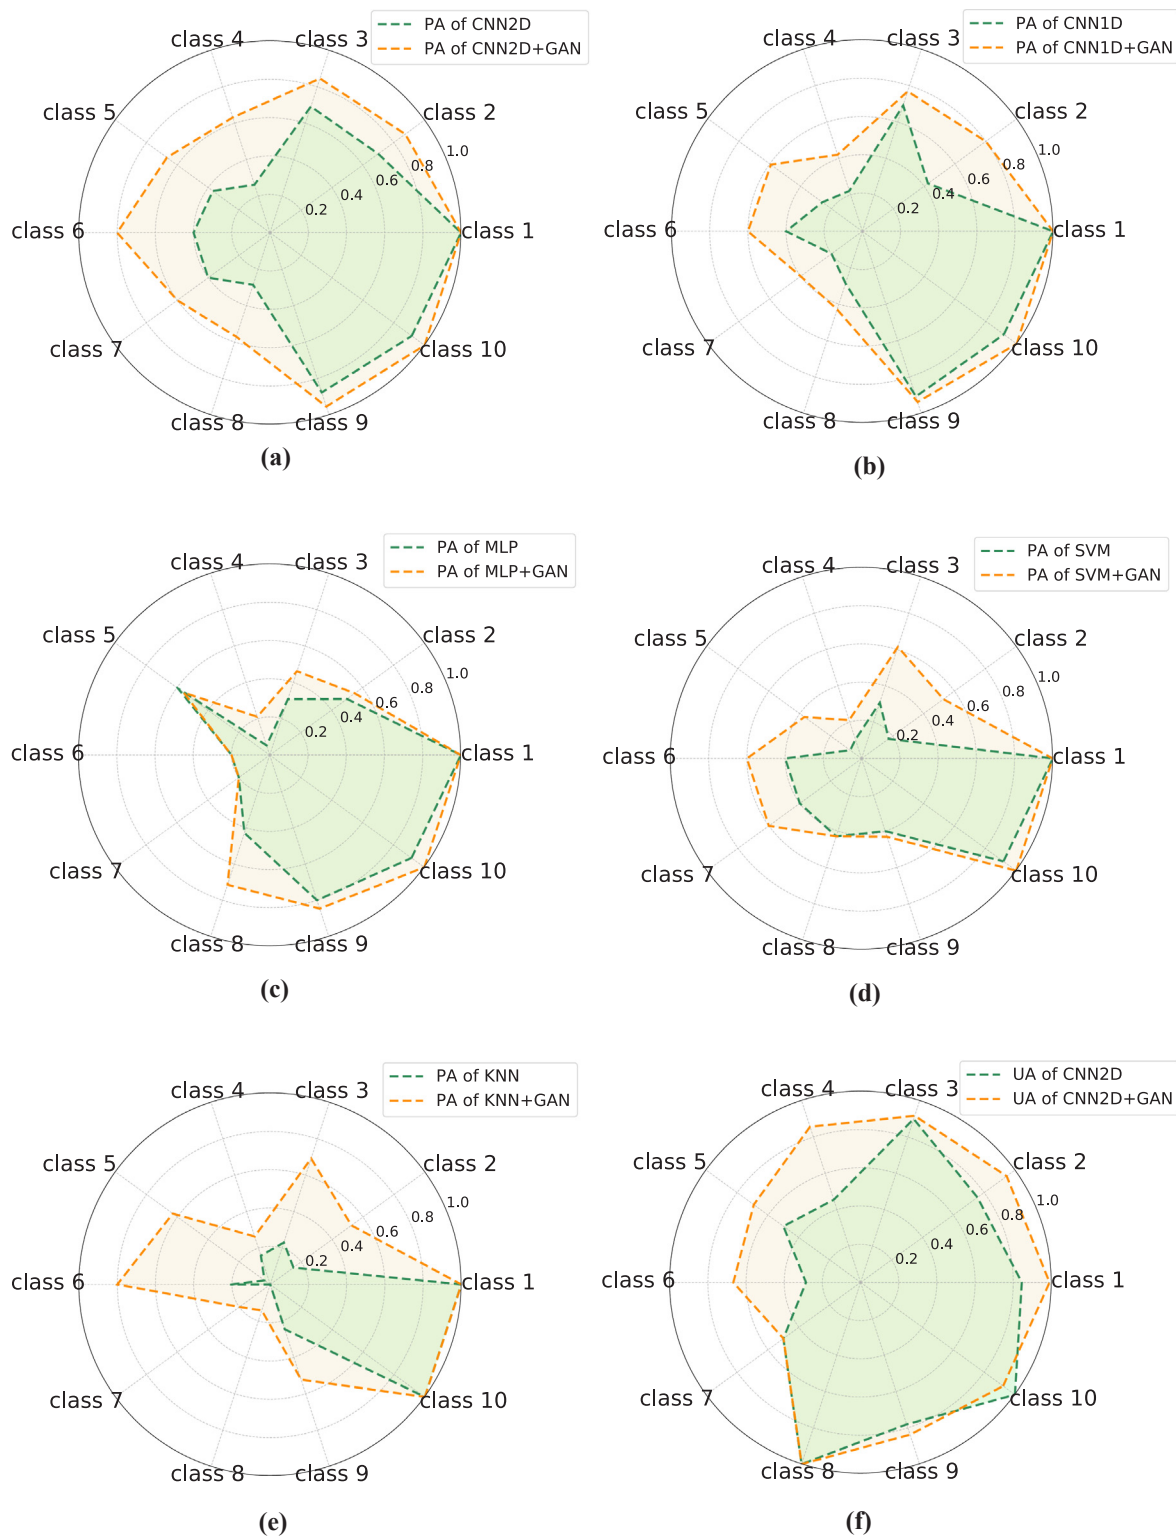 PA of CNN2D
PA of CNN2D+GAN
class 4
class 3
class 5
class 2
1.0
0.8
0.6
0.4
0.2
class 6
class 1
class 7
class 10
class 8
class 9
(a)
PA of CNN1D
PA of CNN1D+GAN
class 4
class 3
class 5
class 2
1.0
0.8
0.6
0.4
0.2
class 6
class 1
class 7
class 10
class 8
class 9
(b)
PA of MLP
PA of MLP+GAN
class 4
class 3
class 5
class 2
1.0
0.8
0.6
0.4
0.2
class 6
class 1
class 7
class 10
class 8
class 9
(c)
PA of SVM
PA of SVM+GAN
class 4
class 3
class 5
class 2
1.0
0.8
0.6
0.4
0.2
class 6
class 1
class 7
class 10
class 8
class 9
(d)
PA of KNN
PA of KNN+GAN
class 4
class 3
class 5
class 2
1.0
0.8
0.6
0.4
0.2
class 6
class 1
class 7
class 10
class 8
class 9
(e)
UA of CNN2D
UA of CNN2D+GAN
class 4
class 3
class 5
class 2
1.0
0.8
0.6
0.4
0.2
class 6
class 1
class 7
class 10
class 8
class 9
(f)